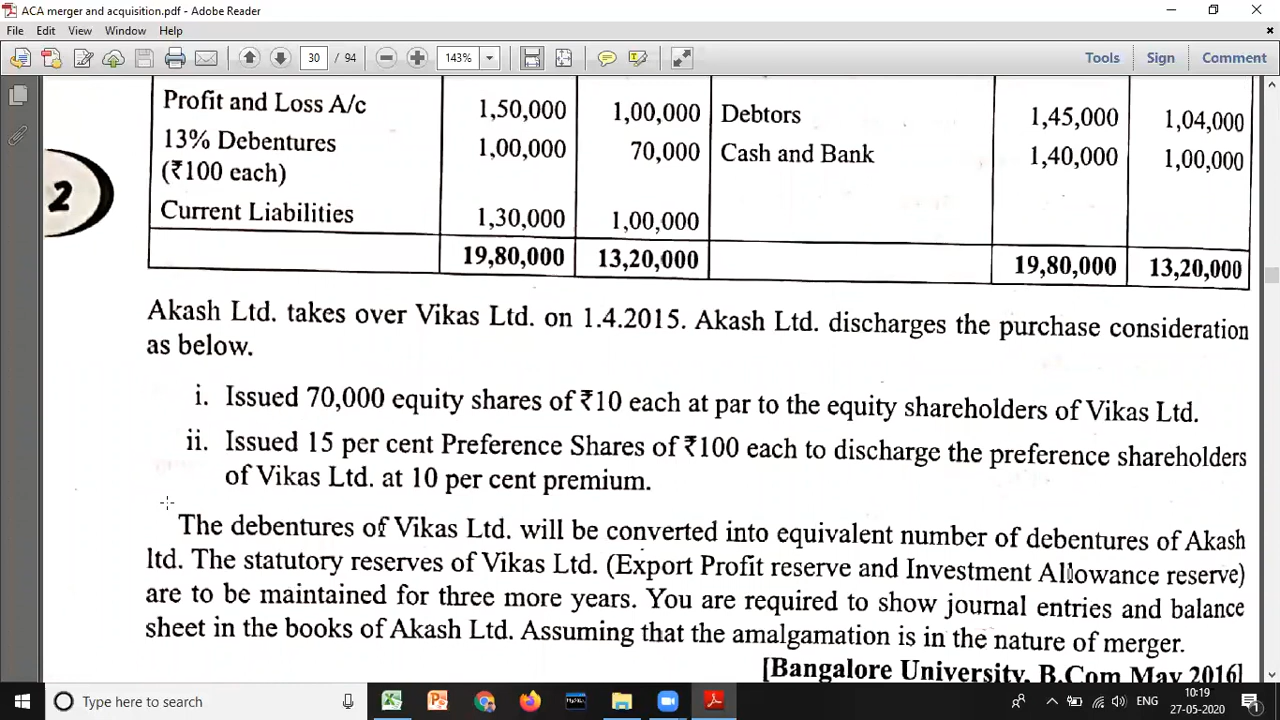 ACA merger and acquisition.pdf - Adobe Reader
File Edit View Window Help
30 / 94 143% Tools Sign Comment
Profit and Loss A/c 1,50,000 1,00,000 Debtors 1,45,000 1,04,000
13% Debentures 1,00,000 70,000 Cash and Bank 1,40,000 1,00,000
(₹100 each)
2
Current Liabilities 1,30,000 1,00,000
19,80,000 13,20,000 19,80,000 13,20,000
Akash Ltd. takes over Vikas Ltd. on 1.4.2015. Akash Ltd. discharges the purchase consideration
as below.
i. Issued 70,000 equity shares of ₹10 each at par to the equity shareholders of Vikas Ltd.
ii. Issued 15 per cent Preference Shares of ₹100 each to discharge the preference shareholders
of Vikas Ltd. at 10 per cent premium.
The debentures of Vikas Ltd. will be converted into equivalent number of debentures of Akash
ltd. The statutory reserves of Vikas Ltd. (Export Profit reserve and Investment Allowance reserve)
are to be maintained for three more years. You are required to show journal entries and balance
sheet in the books of Akash Ltd. Assuming that the amalgamation is in the nature of merger.
[Bangalore University, B.Com May 2016]
Type here to search
ENG
10:19
27-05-2020
1